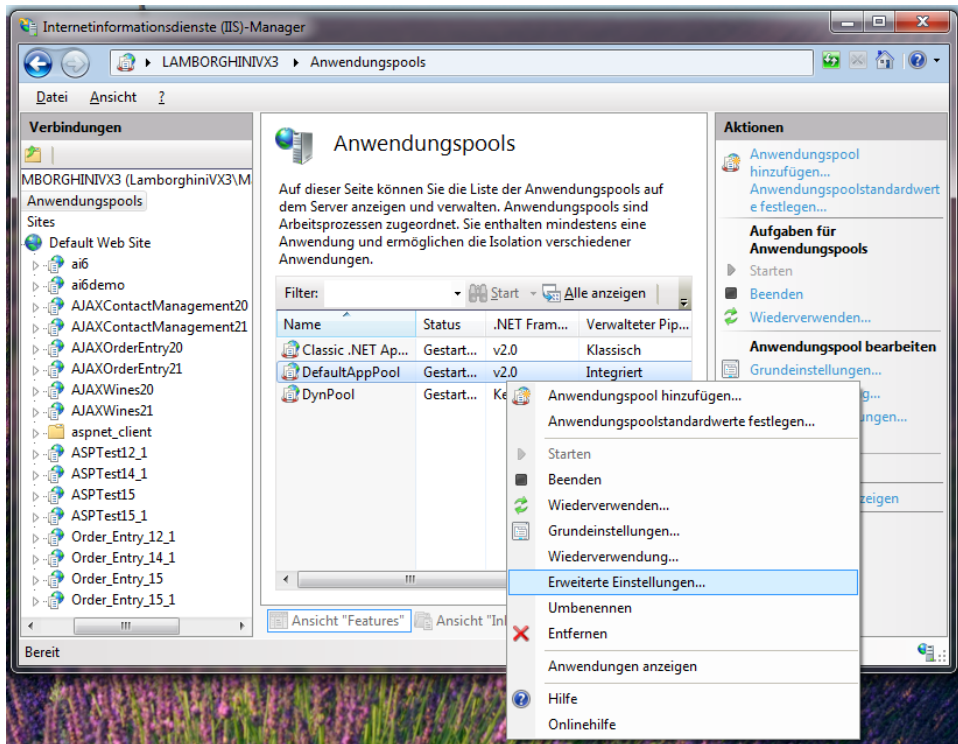 Internetinformationsdienste (IIS)-Manager
LAMBORGHINIVX3 Anwendungspools
Datei Ansicht ?
Verbindungen
MBORGHINIVX3 (LamborghiniVX3\M
Anwendungspools
Sites
Default Web Site
ai6
ai6demo
AJAXContactManagement20
AJAXContactManagement21
AJAXOrderEntry20
AJAXOrderEntry21
AJAXWines20
AJAXWines21
aspnet_client
ASPTest12_1
ASPTest14_1
ASPTest15
ASPTest15_1
Order_Entry_12_1
Order_Entry_14_1
Order_Entry_15
Order_Entry_15_1
Anwendungspools
Auf dieser Seite können Sie die Liste der Anwendungspools auf
dem Server anzeigen und verwalten. Anwendungspools sind
Arbeitsprozessen zugeordnet. Sie enthalten mindestens eine
Anwendung und ermöglichen die Isolation verschiedener
Anwendungen.
Filter: Start Alle anzeigen
Name Status .NET Fram... Verwalteter Pip...
Classic .NET Ap... Gestart... v2.0 Klassisch
DefaultAppPool Gestart... v2.0 Integriert
DynPool Gestart... Ke
Ansicht "Features" Ansicht "In
Aktionen
Anwendungspool
hinzufügen...
Anwendungspoolstandardwert
e festlegen...
Aufgaben für
Anwendungspools
Starten
Beenden
Wiederverwenden...
Anwendungspool bearbeiten
Grundeinstellungen...
g...
ungen...
zeigen
Anwendungspool hinzufügen...
Anwendungspoolstandardwerte festlegen...
Starten
Beenden
Wiederverwenden...
Grundeinstellungen...
Wiederverwendung...
Erweiterte Einstellungen...
Umbenennen
Entfernen
Anwendungen anzeigen
Hilfe
Onlinehilfe
Bereit